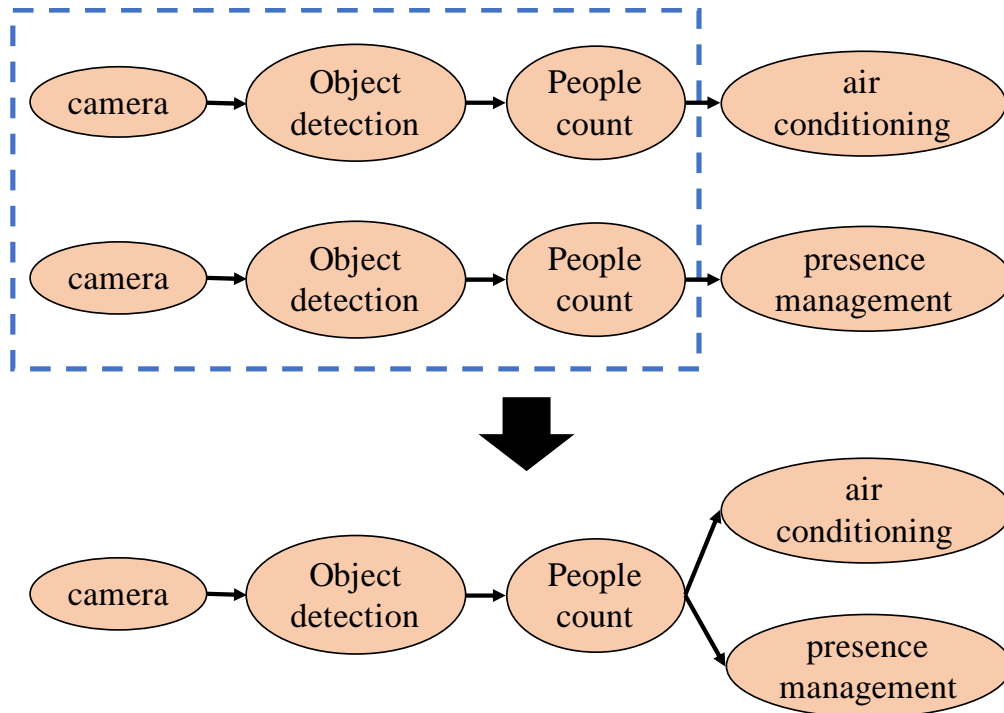 camera
Object
detection
People
count
air
conditioning
camera
Object
detection
People
count
presence
management
camera
Object
detection
People
count
air
conditioning
presence
management